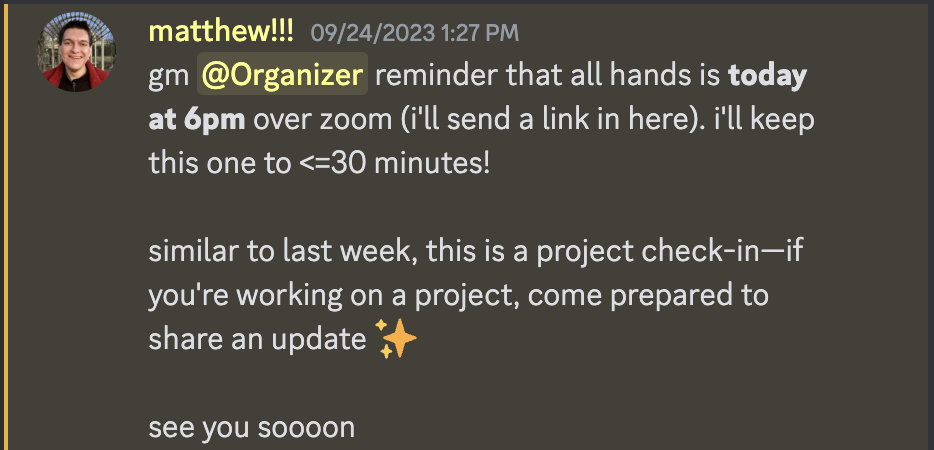 matthew!!! 09/24/2023 1:27 PM
gm @Organizer reminder that all hands is today
at 6pm over zoom (i'll send a link in here). i'll keep
this one to <=30 minutes!
similar to last week, this is a project check-in—if
you're working on a project, come prepared to
share an update ✨
see you soooon